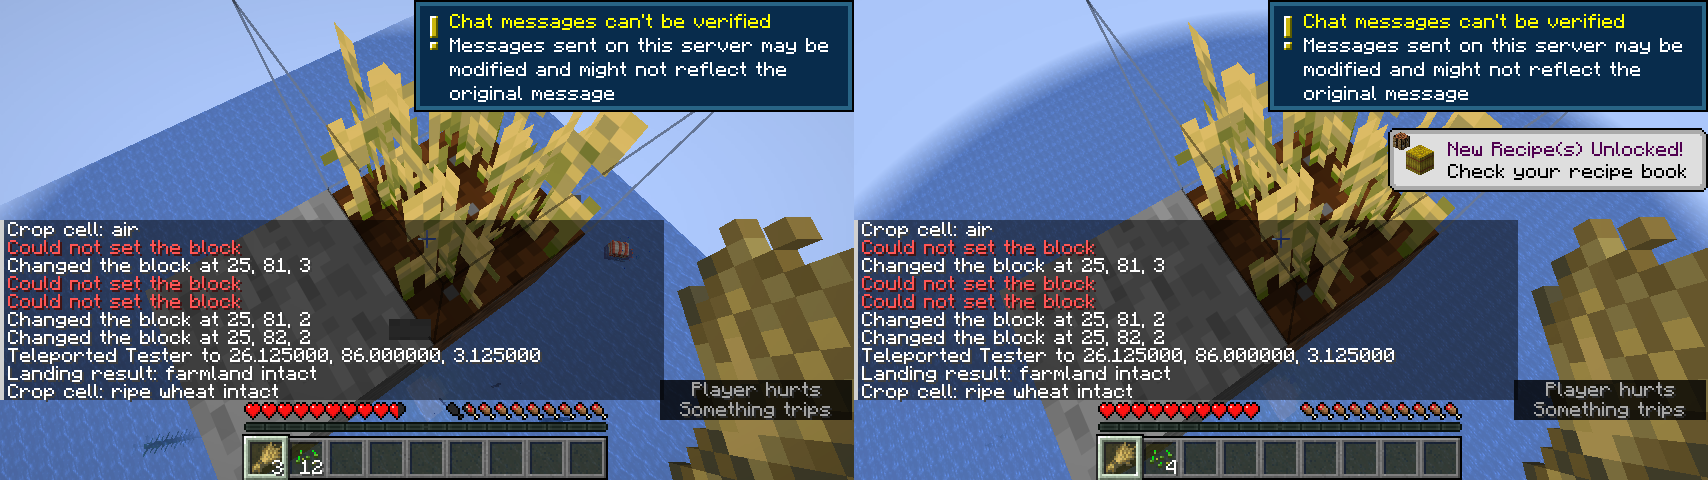 Chat messages can't be verified
Messages sent on this server may be
modified and might not reflect the
original message
Crop cell: air
Could not set the block
Changed the block at 25, 81, 3
Could not set the block
Could not set the block
Changed the block at 25, 81, 2
Changed the block at 25, 82, 2
Teleported Tester to 26.125000, 86.000000, 3.125000
Landing result: farmland intact
Crop cell: ripe wheat intact
Player hurts
Something trips
3
12
Chat messages can't be verified
Messages sent on this server may be
modified and might not reflect the
original message
New Recipe(s) Unlocked!
Check your recipe book
Crop cell: air
Could not set the block
Changed the block at 25, 81, 3
Could not set the block
Could not set the block
Changed the block at 25, 81, 2
Changed the block at 25, 82, 2
Teleported Tester to 26.125000, 86.000000, 3.125000
Landing result: farmland intact
Crop cell: ripe wheat intact
Player hurts
Something trips
4